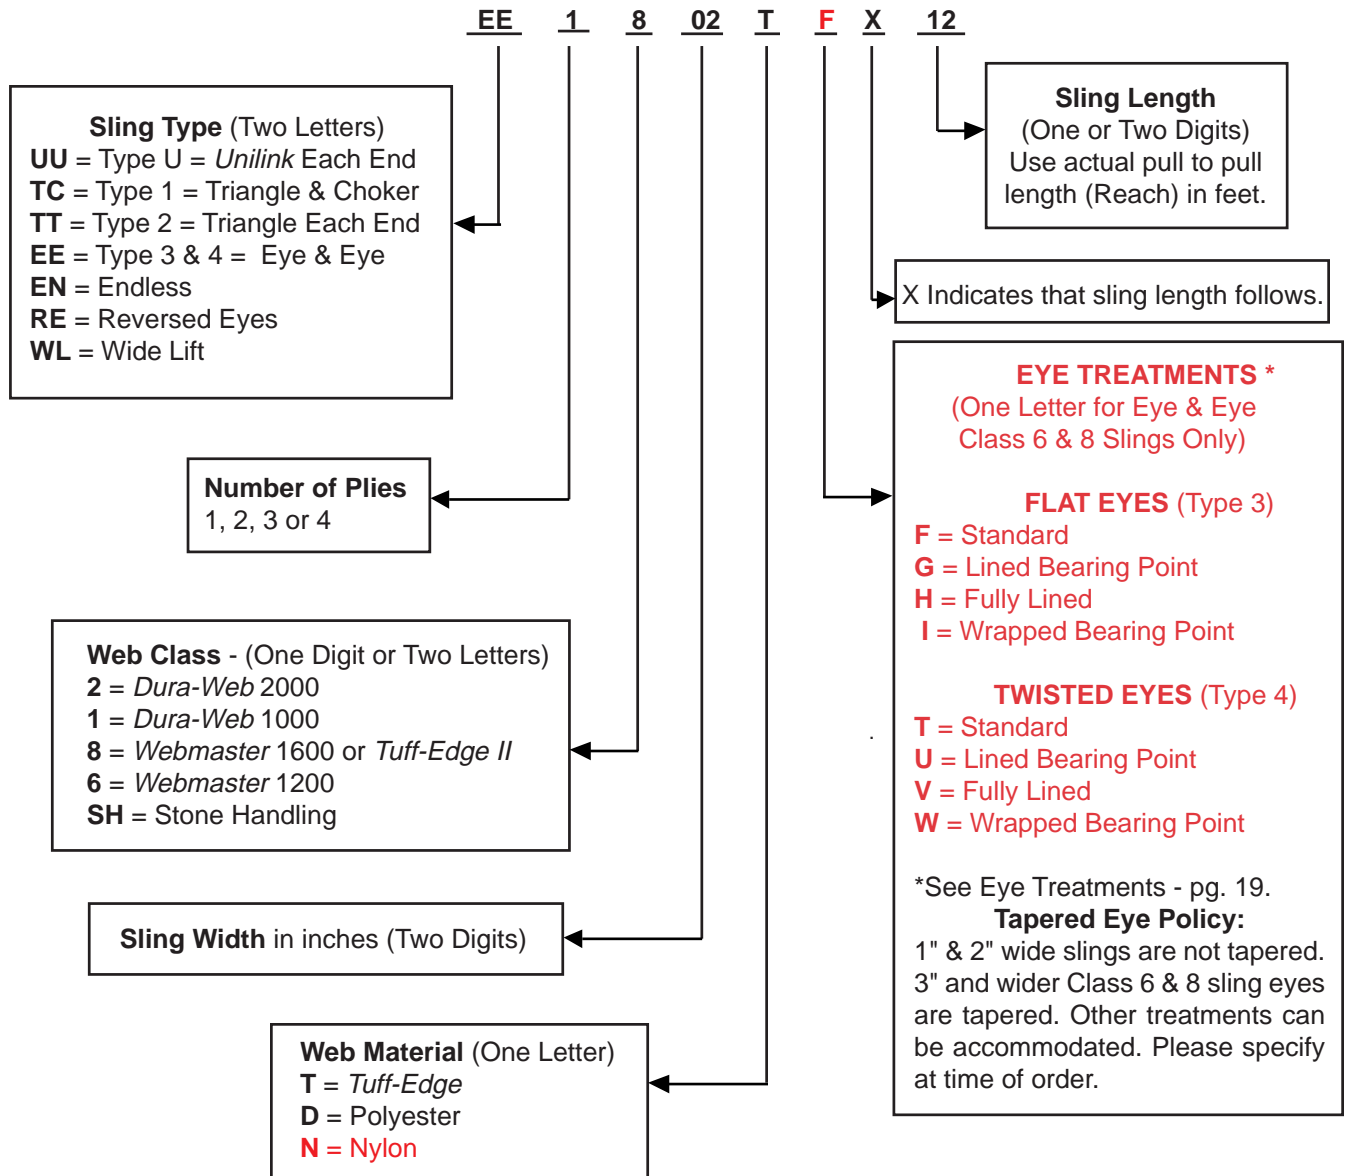 EE 1 8 02 T F X 12
Sling Type (Two Letters)
UU = Type U = Unilink Each End
TC = Type 1 = Triangle & Choker
TT = Type 2 = Triangle Each End
EE = Type 3 & 4 = Eye & Eye
EN = Endless
RE = Reversed Eyes
WL = Wide Lift
Number of Plies
1, 2, 3 or 4
Web Class - (One Digit or Two Letters)
2 = Dura-Web 2000
1 = Dura-Web 1000
8 = Webmaster 1600 or Tuff-Edge II
6 = Webmaster 1200
SH = Stone Handling
Sling Width in inches (Two Digits)
Web Material (One Letter)
T = Tuff-Edge
D = Polyester
N = Nylon
Sling Length
(One or Two Digits)
Use actual pull to pull
length (Reach) in feet.
X Indicates that sling length follows.
EYE TREATMENTS *
(One Letter for Eye & Eye
Class 6 & 8 Slings Only)
FLAT EYES (Type 3)
F = Standard
G = Lined Bearing Point
H = Fully Lined
I = Wrapped Bearing Point
TWISTED EYES (Type 4)
T = Standard
U = Lined Bearing Point
V = Fully Lined
W = Wrapped Bearing Point
*See Eye Treatments - pg. 19.
Tapered Eye Policy:
1" & 2" wide slings are not tapered.
3" and wider Class 6 & 8 sling eyes
are tapered. Other treatments can
be accommodated. Please specify
at time of order.